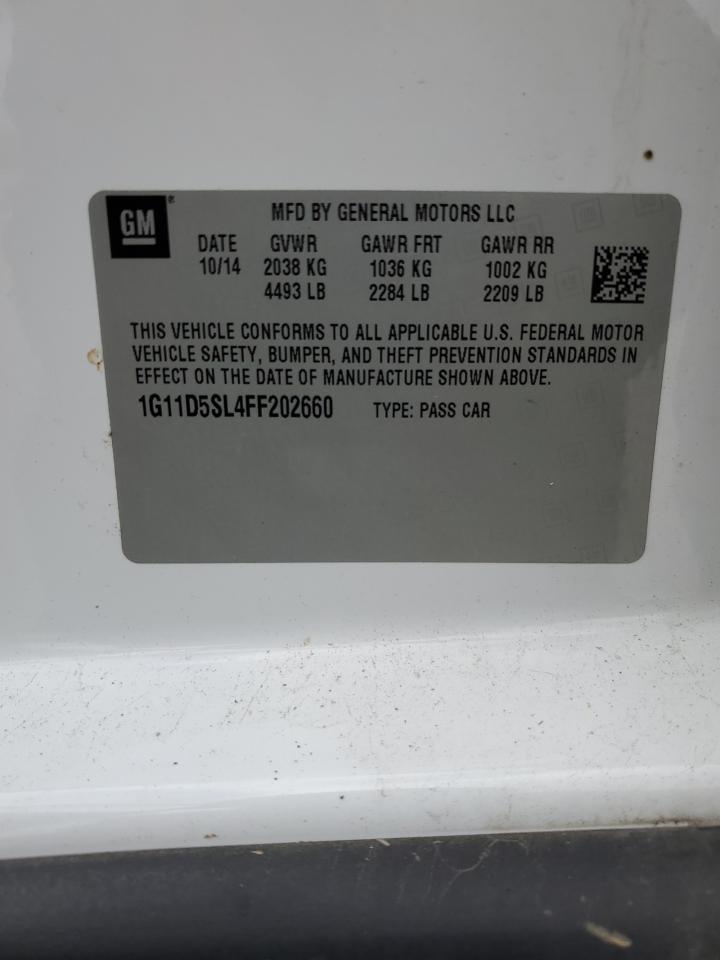 GM® MFD BY GENERAL MOTORS LLC
DATE GVWR GAWR FRT GAWR RR
10/14 2038 KG 1036 KG 1002 KG
4493 LB 2284 LB 2209 LB
THIS VEHICLE CONFORMS TO ALL APPLICABLE U.S. FEDERAL MOTOR
VEHICLE SAFETY, BUMPER, AND THEFT PREVENTION STANDARDS IN
EFFECT ON THE DATE OF MANUFACTURE SHOWN ABOVE.
1G11D5SL4FF202660 TYPE: PASS CAR